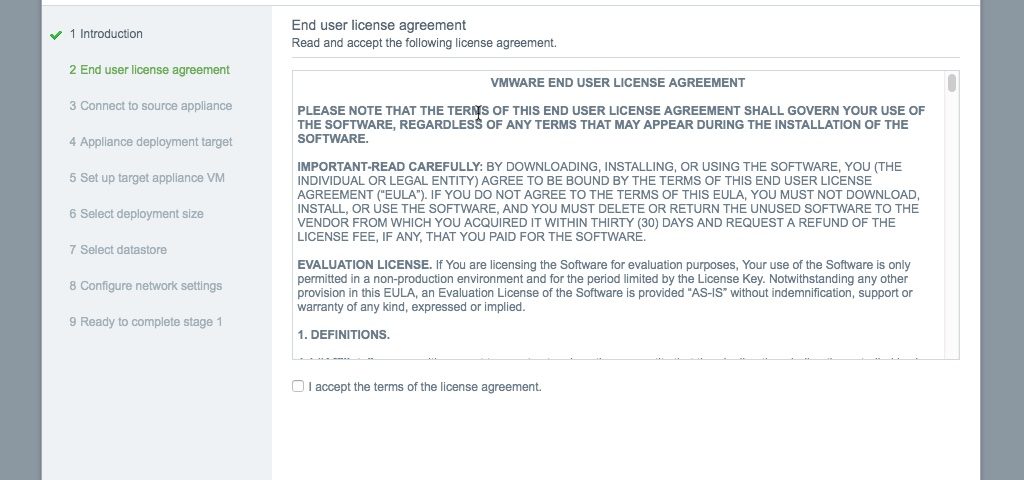 1 Introduction
2 End user license agreement
3 Connect to source appliance
4 Appliance deployment target
5 Set up target appliance VM
6 Select deployment size
7 Select datastore
8 Configure network settings
9 Ready to complete stage 1
End user license agreement
Read and accept the following license agreement.
VMWARE END USER LICENSE AGREEMENT
PLEASE NOTE THAT THE TERMS OF THIS END USER LICENSE AGREEMENT SHALL GOVERN YOUR USE OF
THE SOFTWARE, REGARDLESS OF ANY TERMS THAT MAY APPEAR DURING THE INSTALLATION OF THE
SOFTWARE.
IMPORTANT-READ CAREFULLY: BY DOWNLOADING, INSTALLING, OR USING THE SOFTWARE, YOU (THE
INDIVIDUAL OR LEGAL ENTITY) AGREE TO BE BOUND BY THE TERMS OF THIS END USER LICENSE
AGREEMENT (“EULA”). IF YOU DO NOT AGREE TO THE TERMS OF THIS EULA, YOU MUST NOT DOWNLOAD,
INSTALL, OR USE THE SOFTWARE, AND YOU MUST DELETE OR RETURN THE UNUSED SOFTWARE TO THE
VENDOR FROM WHICH YOU ACQUIRED IT WITHIN THIRTY (30) DAYS AND REQUEST A REFUND OF THE
LICENSE FEE, IF ANY, THAT YOU PAID FOR THE SOFTWARE.
EVALUATION LICENSE. If You are licensing the Software for evaluation purposes, Your use of the Software is only
permitted in a non-production environment and for the period limited by the License Key. Notwithstanding any other
provision in this EULA, an Evaluation License of the Software is provided “AS-IS” without indemnification, support or
warranty of any kind, expressed or implied.
1. DEFINITIONS.
I accept the terms of the license agreement.